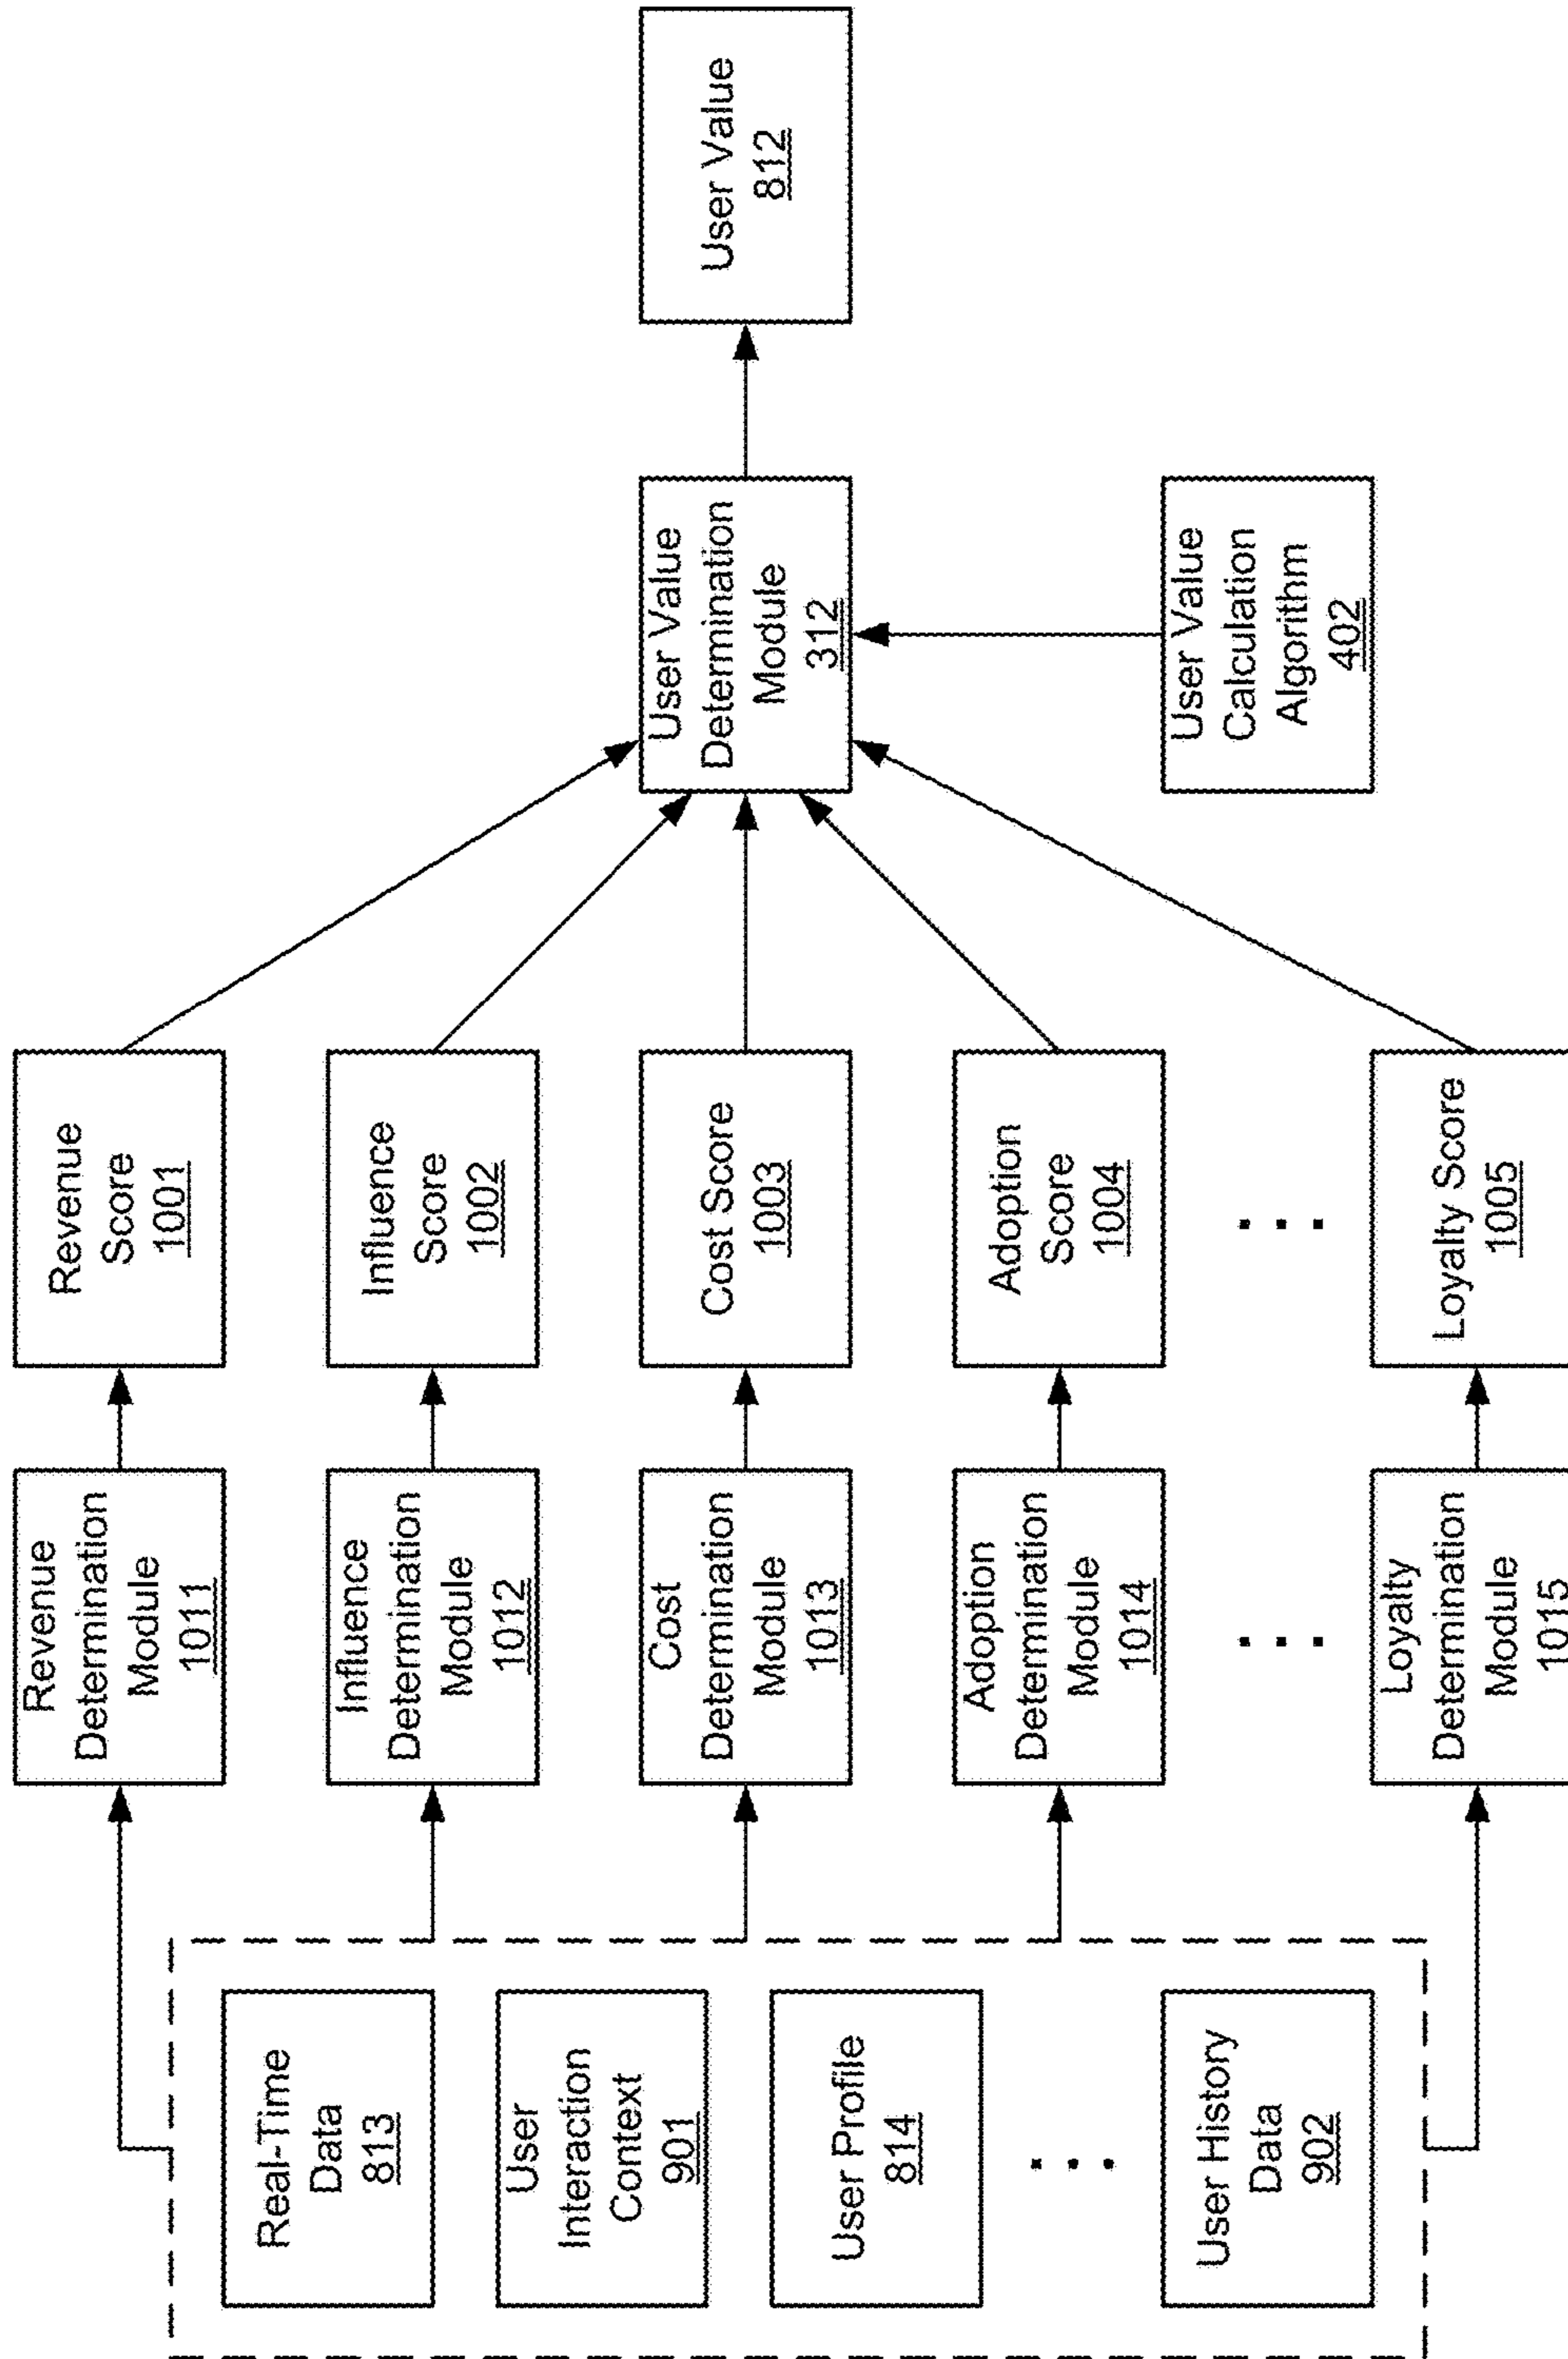 Real-Time
Data
813
User
Interaction
Context
901
User Profile
814
. . .
User History
Data
902
Revenue
Determination
Module
1011
Influence
Determination
Module
1012
Cost
Determination
Module
1013
Adoption
Determination
Module
1014
. . .
Loyalty
Determination
Module
1015
Revenue
Score
1001
Influence
Score
1002
Cost Score
1003
Adoption
Score
1004
. . .
Loyalty Score
1005
User Value
Determination
Module
312
User Value
Calculation
Algorithm
402
User Value
812